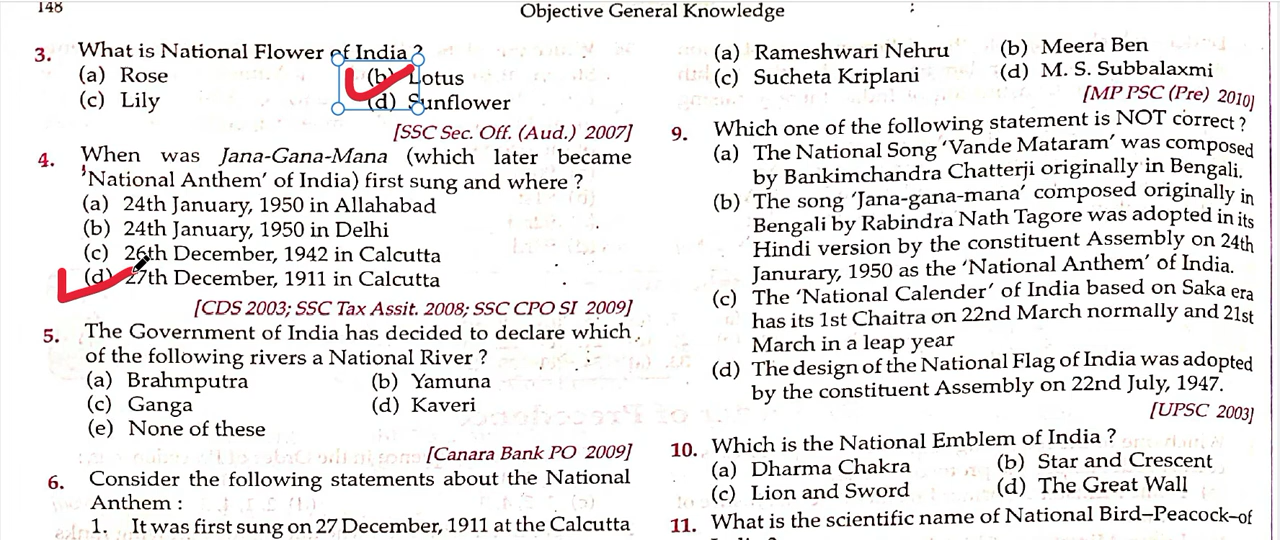 148
Objective General Knowledge
3. What is National Flower of India ?
(a) Rose (b) Lotus
(c) Lily (d) Sunflower
[SSC Sec. Off. (Aud.) 2007]
4. When was Jana-Gana-Mana (which later became
'National Anthem' of India) first sung and where ?
(a) 24th January, 1950 in Allahabad
(b) 24th January, 1950 in Delhi
(c) 26th December, 1942 in Calcutta
(d) 27th December, 1911 in Calcutta
[CDS 2003; SSC Tax Assit. 2008; SSC CPO SI 2009]
5. The Government of India has decided to declare which
of the following rivers a National River ?
(a) Brahmputra (b) Yamuna
(c) Ganga (d) Kaveri
(e) None of these
[Canara Bank PO 2009]
6. Consider the following statements about the National
Anthem :
1. It was first sung on 27 December, 1911 at the Calcutta
(a) Rameshwari Nehru (b) Meera Ben
(c) Sucheta Kriplani (d) M. S. Subbalaxmi
[MP PSC (Pre) 2010]
9. Which one of the following statement is NOT correct ?
(a) The National Song 'Vande Mataram' was composed
by Bankimchandra Chatterji originally in Bengali.
(b) The song 'Jana-gana-mana' composed originally in
Bengali by Rabindra Nath Tagore was adopted in its
Hindi version by the constituent Assembly on 24th
Janurary, 1950 as the 'National Anthem' of India.
(c) The 'National Calender' of India based on Saka era
has its 1st Chaitra on 22nd March normally and 21st
March in a leap year
(d) The design of the National Flag of India was adopted
by the constituent Assembly on 22nd July, 1947.
[UPSC 2003]
10. Which is the National Emblem of India ?
(a) Dharma Chakra (b) Star and Crescent
(c) Lion and Sword (d) The Great Wall
11. What is the scientific name of National Bird–Peacock–of